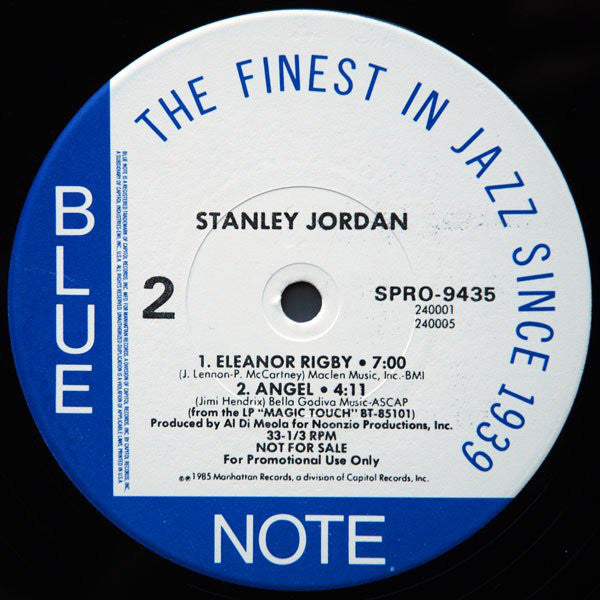 THE FINEST IN JAZZ SINCE 1939
BLUE
NOTE
STANLEY JORDAN
2
SPRO-9435
240001
240005
1. ELEANOR RIGBY • 7:00
(J. Lennon-P. McCartney) Maclen Music, Inc.-BMI
2. ANGEL • 4:11
(Jimi Hendrix) Bella Godiva Music-ASCAP
(from the LP "MAGIC TOUCH" BT-85101)
Produced by Al Di Meola for Noonzio Productions, Inc.
33-1/3 RPM
NOT FOR SALE
For Promotional Use Only
℗©1985 Manhattan Records, a division of Capitol Records, Inc.